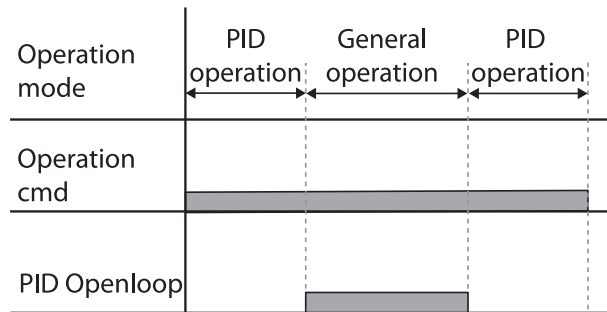 Operation
mode
PID
operation
General
operation
PID
operation
Operation
cmd
PID Openloop